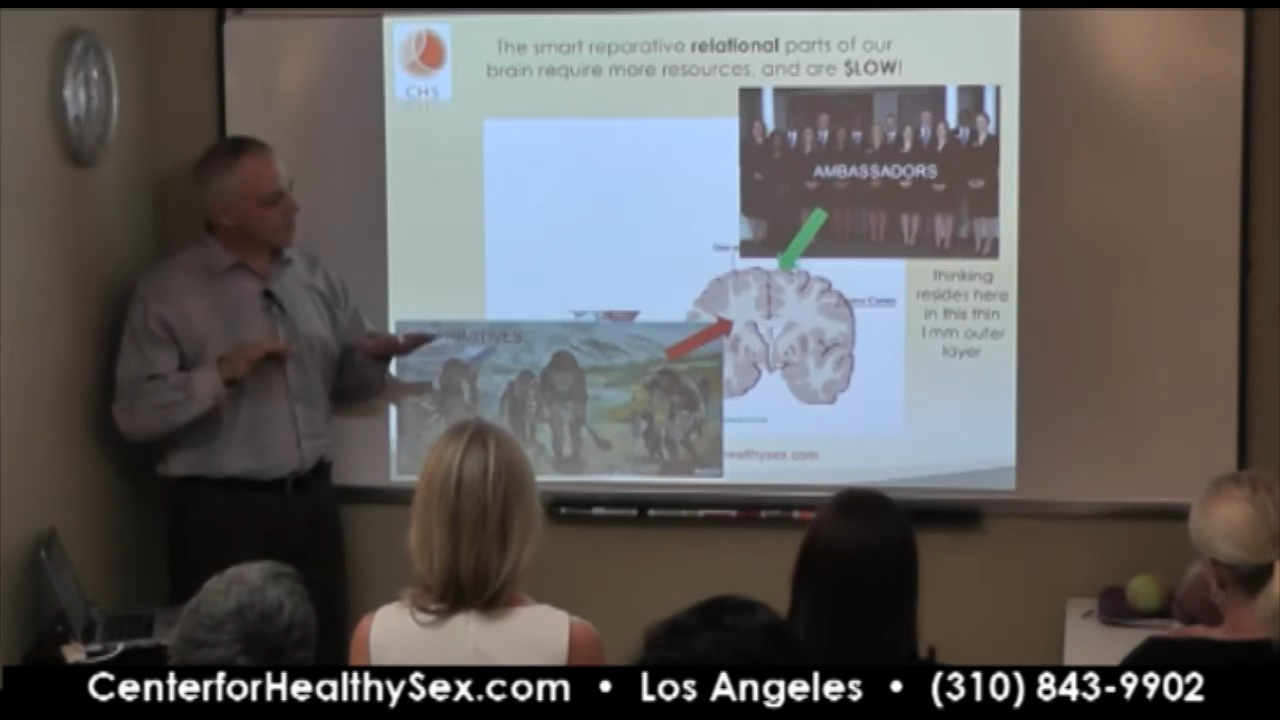 The smart reparative relational parts of our
brain require more resources, and are $LOW!
CHS
AMBASSADORS
thinking
resides here
in this thin
1mm outer
layer
healthysex.com
CenterforHealthySex.com • Los Angeles • (310) 843-9902